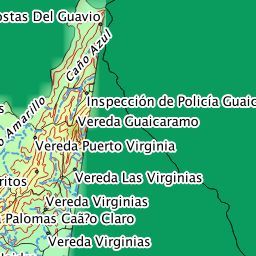 ostas Del Guavio
Caño Azul
Inspección de Policía Guaic
Amarillo
Vereda Guaicaramo
Vereda Puerto Virginia
Vereda Las Virginias
ritos
Vereda Virginias
Palomas Caã?o Claro
Vereda Virginias